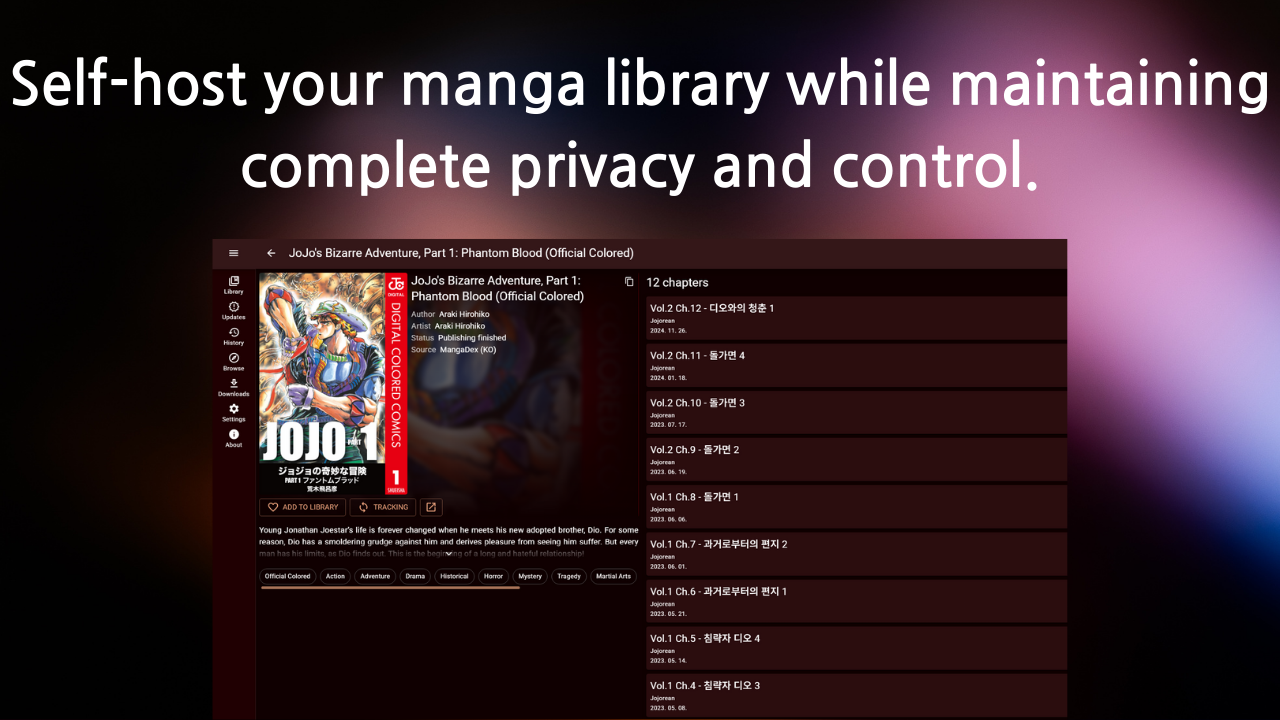 Self-host your manga library while maintaining
complete privacy and control.
JoJo's Bizarre Adventure, Part 1: Phantom Blood (Official Colored)
Library
Updates
History
Browse
Downloads
Settings
About
JOJO
DIGITAL
DIGITAL COLORED COMICS
JOJO PART 1
ジョジョの奇妙な冒険
PART 1 ファントムブラッド
荒木飛呂彦
1
SHUEISHA
JoJo's Bizarre Adventure, Part 1:
Phantom Blood (Official Colored)
Author Araki Hirohiko
Artist Araki Hirohiko
Status Publishing finished
Source MangaDex (KO)
ADD TO LIBRARY
TRACKING
Young Jonathan Joestar's life is forever changed when he meets his new adopted brother, Dio. For some
reason, Dio has a smoldering grudge against him and derives pleasure from seeing him suffer. But every
man has his limits, as Dio finds out. This is the beginning of a long and hateful relationship!
Official Colored
Action
Adventure
Drama
Historical
Horror
Mystery
Tragedy
Martial Arts
12 chapters
Vol.2 Ch.12 - 디오와의 청춘 1
Jojorean
2024. 11. 26.
Vol.2 Ch.11 - 돌가면 4
Jojorean
2024. 01. 18.
Vol.2 Ch.10 - 돌가면 3
Jojorean
2023. 07. 17.
Vol.2 Ch.9 - 돌가면 2
Jojorean
2023. 06. 19.
Vol.1 Ch.8 - 돌가면 1
Jojorean
2023. 06. 06.
Vol.1 Ch.7 - 과거로부터의 편지 2
Jojorean
2023. 06. 01.
Vol.1 Ch.6 - 과거로부터의 편지 1
Jojorean
2023. 05. 21.
Vol.1 Ch.5 - 침략자 디오 4
Jojorean
2023. 05. 14.
Vol.1 Ch.4 - 침략자 디오 3
Jojorean
2023. 05. 08.